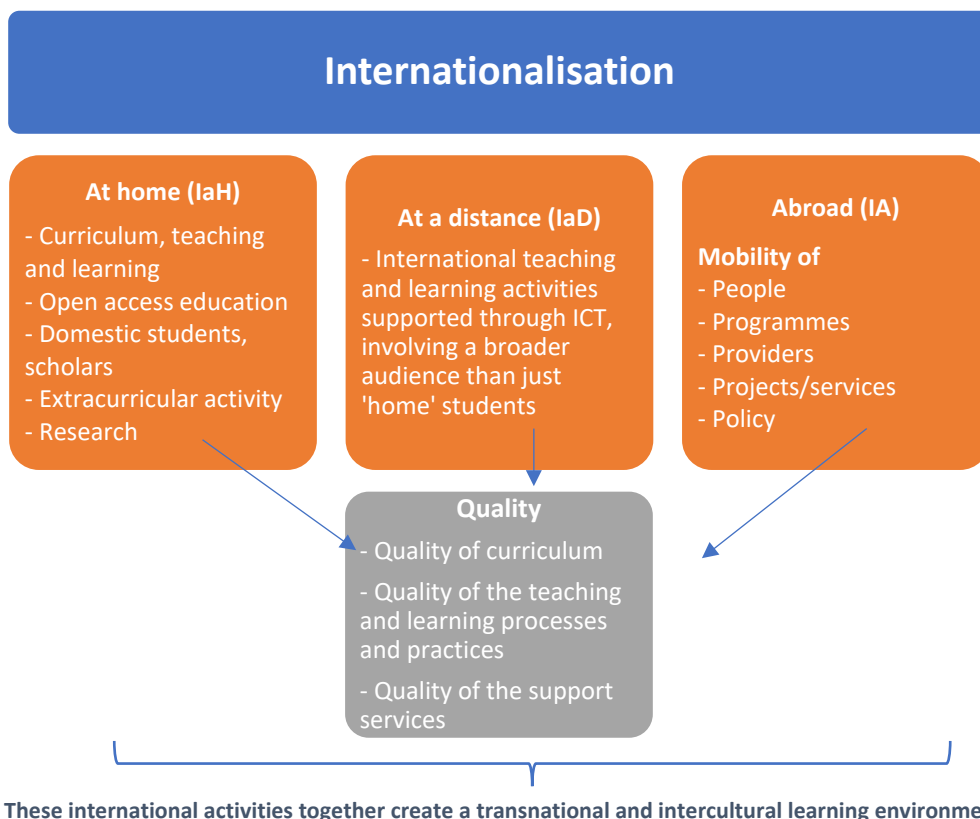 Internationalisation
At home (IaH)
- Curriculum, teaching
and learning
- Open access education
- Domestic students,
scholars
- Extracurricular activity
- Research
At a distance (IaD)
- International teaching
and learning activities
supported through ICT,
involving a broader
audience than just
'home' students
Abroad (IA)
Mobility of
- People
- Programmes
- Providers
- Projects/services
- Policy
Quality
- Quality of curriculum
- Quality of the teaching
and learning processes
and practices
- Quality of the support
services
These international activities together create a transnational and intercultural learning environme